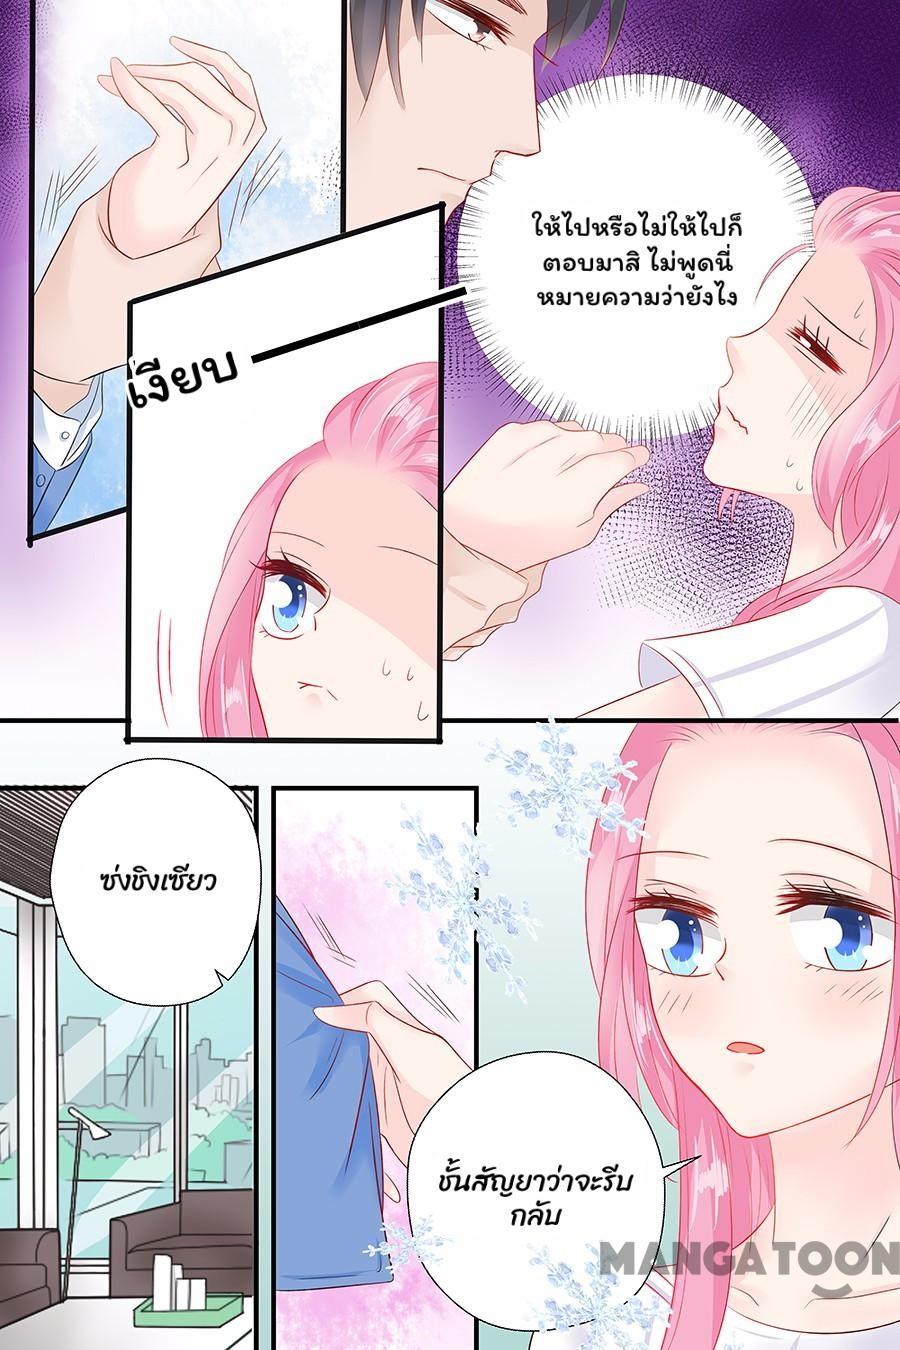 ให้ไปหรือไม่ให้ไปก็
ตอบมาสิ ไม่พูดนี่
หมายความว่ายังไง
เงียบ
ซ่งชิงเซียว
ชั้นสัญยาว่าจะรีบ
กลับ
MANGATOON